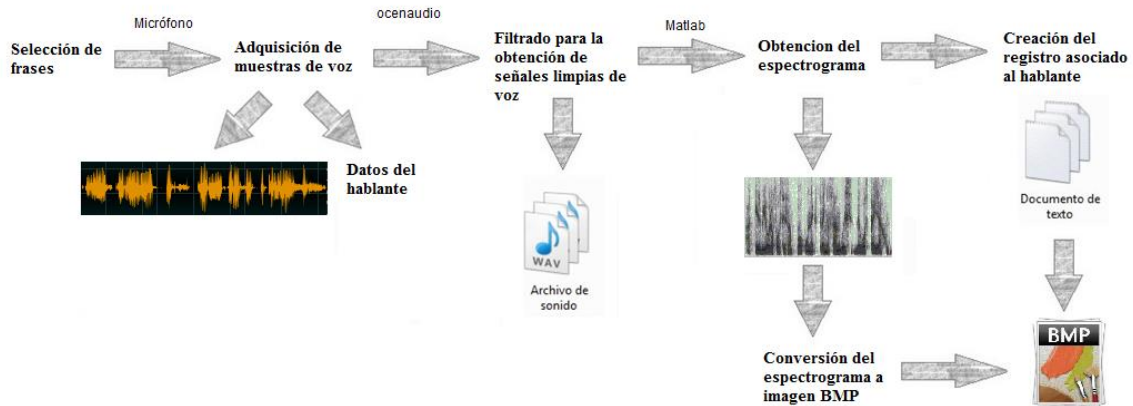 Micrófono
ocenaudio
Matlab
Selección de
frases
Adquisición de
muestras de voz
Filtrado para la
obtención de
señales limpias de
voz
Obtencion del
espectrograma
Creación del
registro asociado
al hablante
Datos del
hablante
WAV
Archivo de
sonido
Documento de
texto
Conversión del
espectrograma a
imagen BMP
BMP